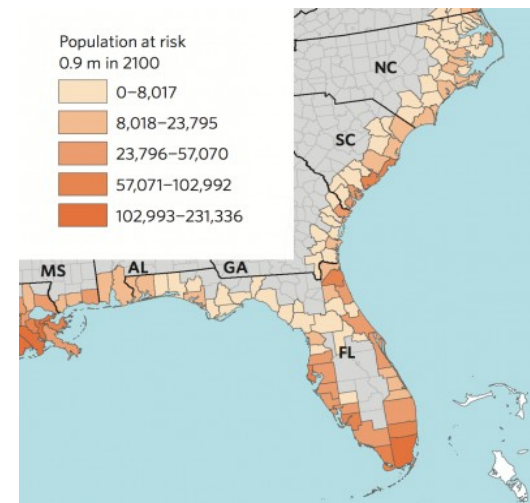 Population at risk
0.9 m in 2100
0–8,017
8,018–23,795
23,796–57,070
57,071–102,992
102,993–231,336
NC
SC
MS
AL
GA
FL